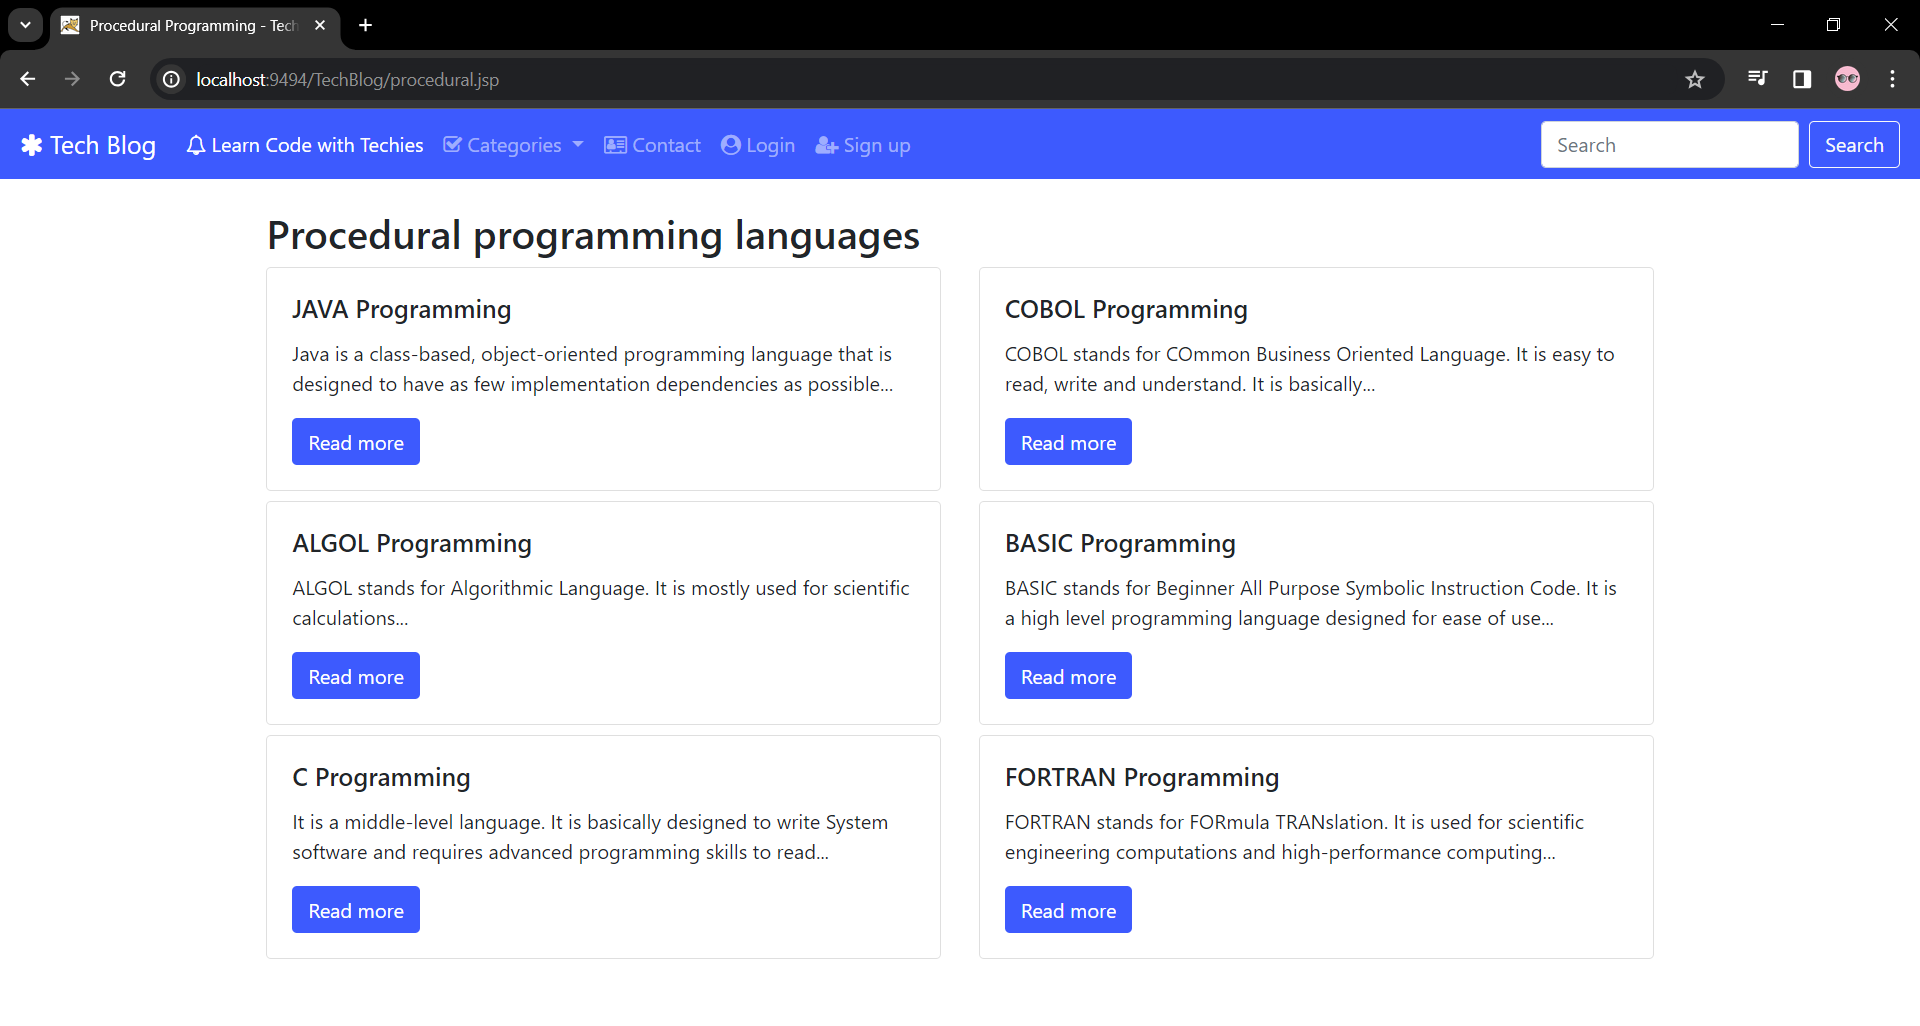 Procedural Programming - Tech
localhost:9494/TechBlog/procedural.jsp
Tech Blog Learn Code with Techies Categories Contact Login Sign up Search Search
Procedural programming languages
JAVA Programming
Java is a class-based, object-oriented programming language that is
designed to have as few implementation dependencies as possible...
Read more
COBOL Programming
COBOL stands for COmmon Business Oriented Language. It is easy to
read, write and understand. It is basically...
Read more
ALGOL Programming
ALGOL stands for Algorithmic Language. It is mostly used for scientific
calculations...
Read more
BASIC Programming
BASIC stands for Beginner All Purpose Symbolic Instruction Code. It is
a high level programming language designed for ease of use...
Read more
C Programming
It is a middle-level language. It is basically designed to write System
software and requires advanced programming skills to read...
Read more
FORTRAN Programming
FORTRAN stands for FORmula TRANslation. It is used for scientific
engineering computations and high-performance computing...
Read more